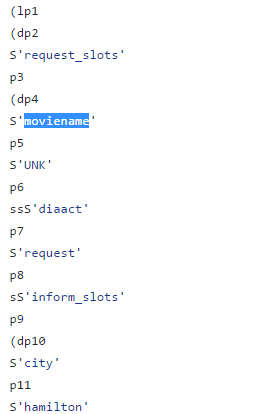 (lp1
(dp2
S'request_slots'
p3
(dp4
S'moviename'
p5
S'UNK'
p6
ssS'diaact'
p7
S'request'
p8
sS'inform_slots'
p9
(dp10
S'city'
p11
S'hamilton'